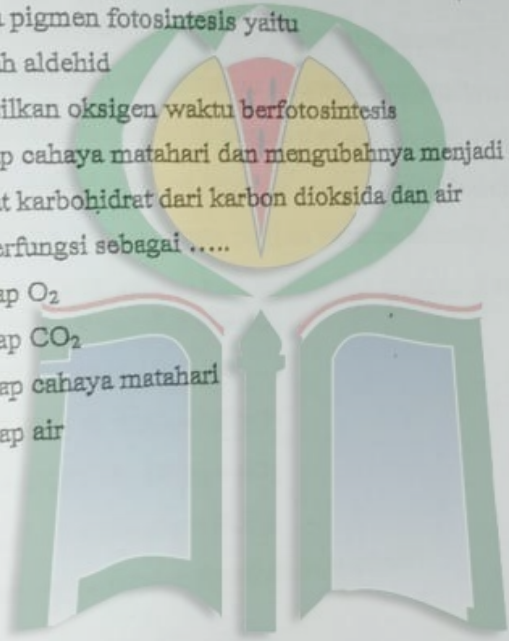 pigmen fotosintesis yaitu
h aldehid
ilkan oksigen waktu berfotosintesis
p cahaya matahari dan mengubahnya menjadi
t karbohidrat dari karbon dioksida dan air
erfungsi sebagai .....
ap O₂
ap CO₂
ap cahaya matahari
ap air